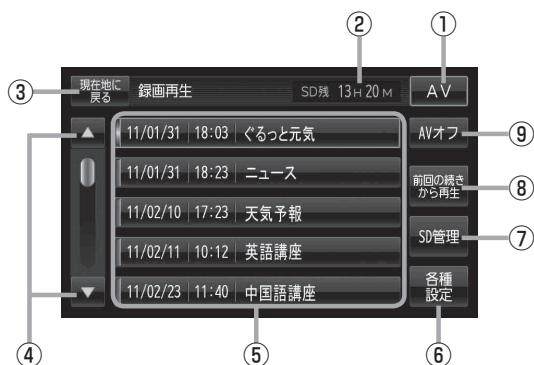 ② ①
③ 現在地に
戻る 録画再生 SD残 13H20M AV
▲ 11/01/31 18:03 ぐるっと元気 AVオフ ⑨
11/01/31 18:23 ニュース 前回の続き
から再生 ⑧
11/02/10 17:23 天気予報
11/02/11 10:12 英語講座 SD管理 ⑦
▼ 11/02/23 11:40 中国語講座 各種
設定
④ ⑤ ⑥